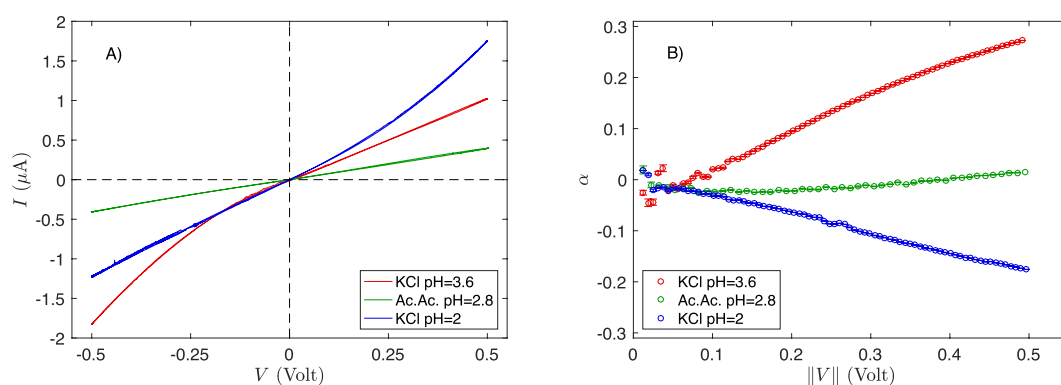 A)
2
1.5
1
0.5
0
-0.5
-1
-1.5
-2
I (μA)
-0.5 -0.25 0 0.25 0.5
V (Volt)
KCl pH=3.6
Ac.Ac. pH=2.8
KCl pH=2
B)
0.3
0.2
0.1
0
-0.1
-0.2
-0.3
α
0 0.1 0.2 0.3 0.4 0.5
‖V‖ (Volt)
KCl pH=3.6
Ac.Ac. pH=2.8
KCl pH=2